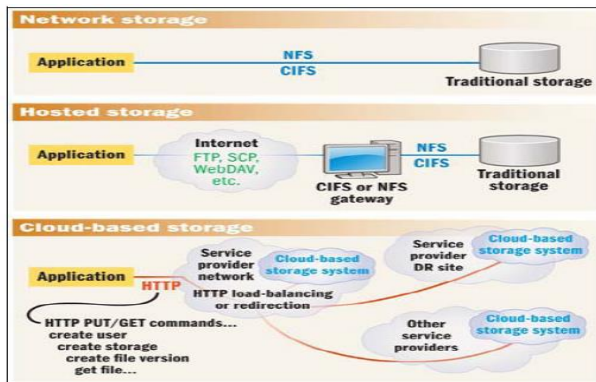 Network storage
Application
NFS
CIFS
Traditional storage
Hosted storage
Application
Internet
FTP, SCP,
WebDAV,
etc.
CIFS or NFS
gateway
NFS
CIFS
Traditional
storage
Cloud-based storage
Application
HTTP
HTTP PUT/GET commands...
create user
create storage
create file version
get file...
Service
provider
network
Cloud-based
storage system
HTTP load-balancing
or redirection
Service
provider
DR site
Cloud-based
storage system
Other
service
providers
Cloud-based
storage system